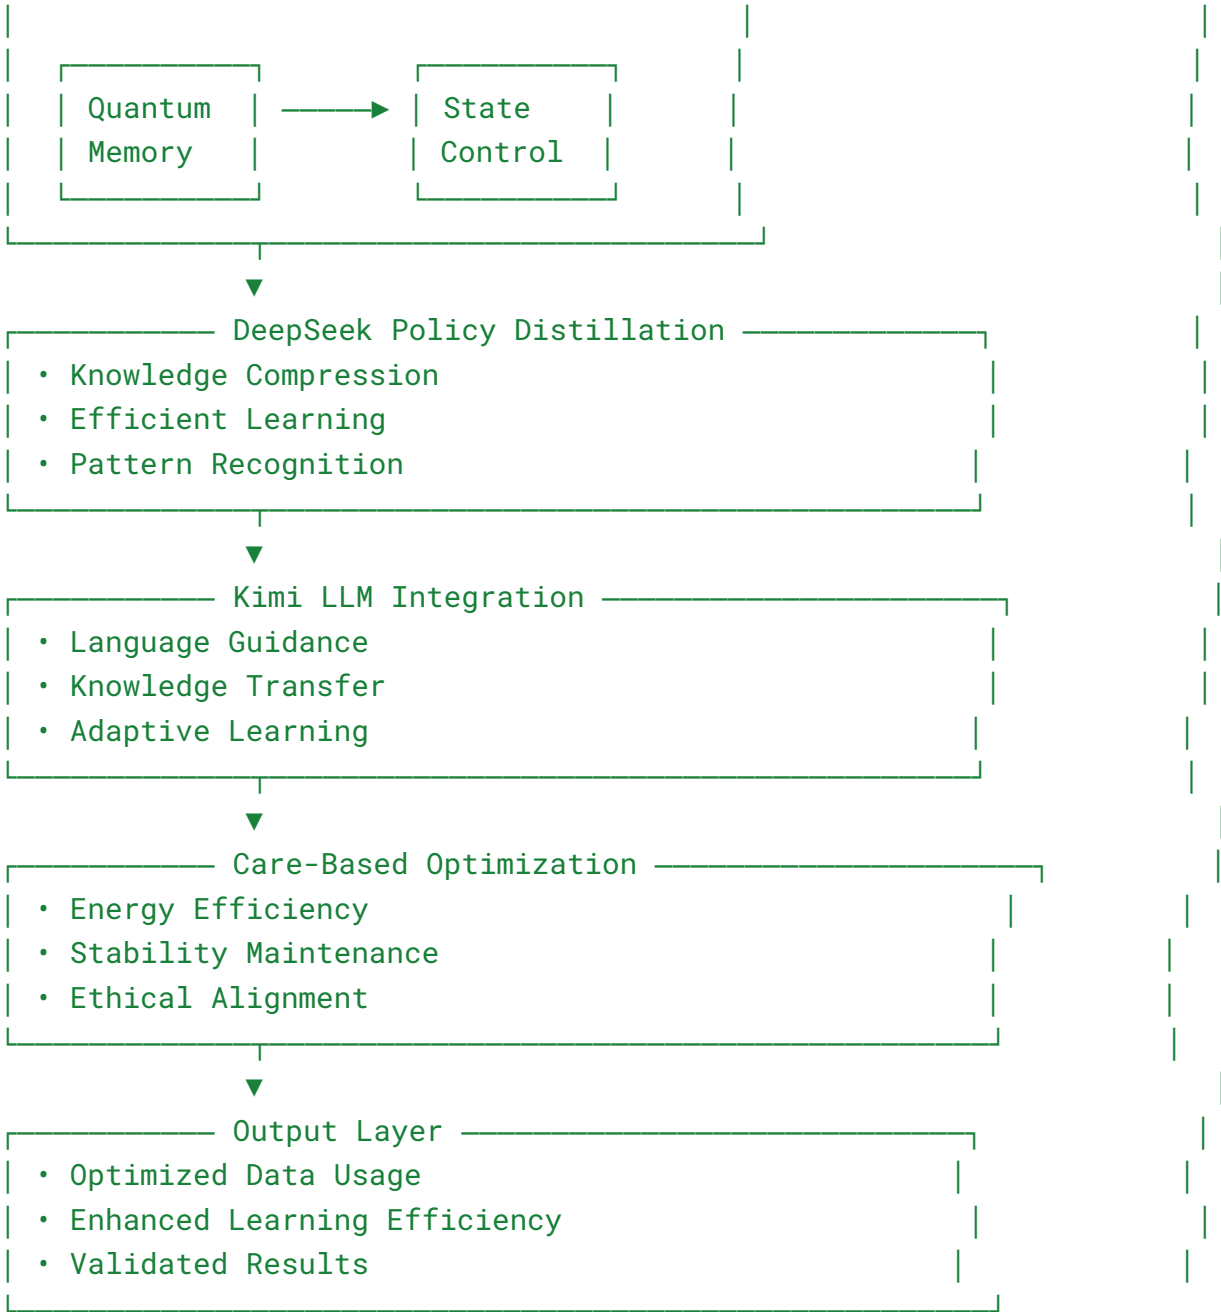 Quantum State
Memory Control
DeepSeek Policy Distillation
• Knowledge Compression
• Efficient Learning
• Pattern Recognition
Kimi LLM Integration
• Language Guidance
• Knowledge Transfer
• Adaptive Learning
Care-Based Optimization
• Energy Efficiency
• Stability Maintenance
• Ethical Alignment
Output Layer
• Optimized Data Usage
• Enhanced Learning Efficiency
• Validated Results